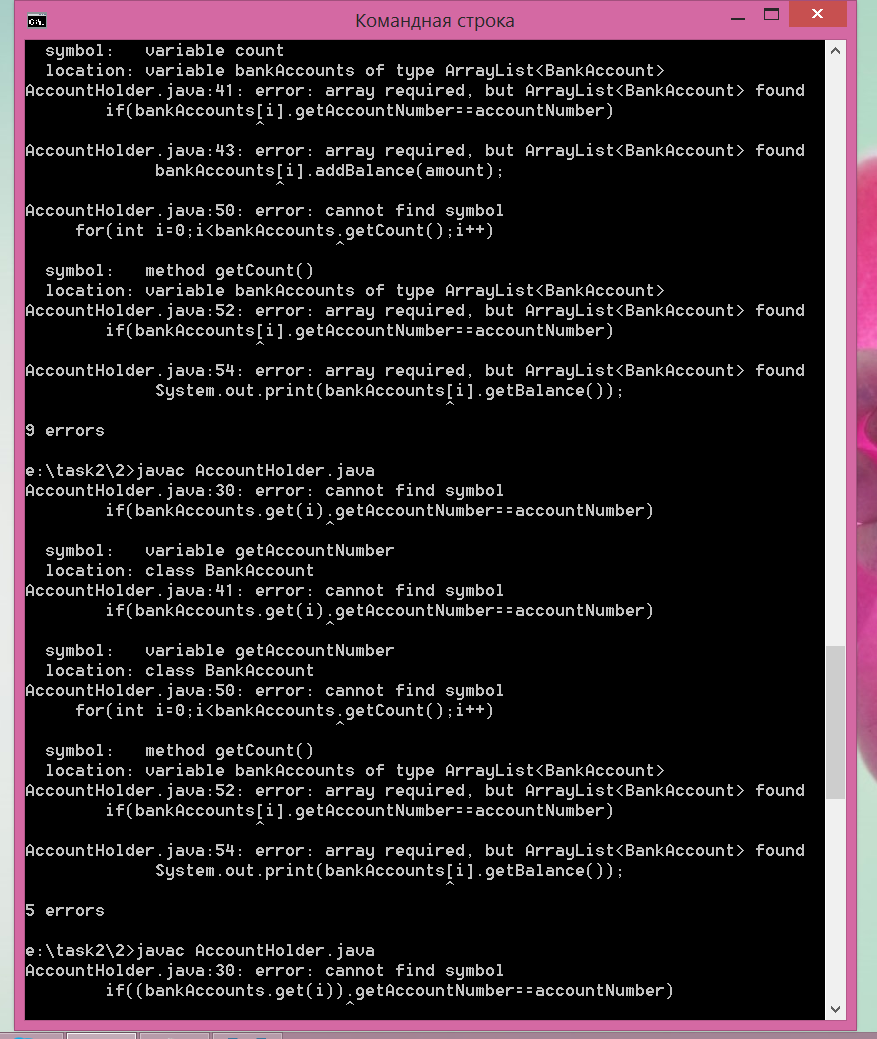 Командная строка
symbol:   variable count
location: variable bankAccounts of type ArrayList<BankAccount>
AccountHolder.java:41: error: array required, but ArrayList<BankAccount> found
if(bankAccounts[i].getAccountNumber==accountNumber)
^
AccountHolder.java:43: error: array required, but ArrayList<BankAccount> found
bankAccounts[i].addBalance(amount);
^
AccountHolder.java:50: error: cannot find symbol
for(int i=0;i<bankAccounts.getCount();i++)
^
symbol:   method getCount()
location: variable bankAccounts of type ArrayList<BankAccount>
AccountHolder.java:52: error: array required, but ArrayList<BankAccount> found
if(bankAccounts[i].getAccountNumber==accountNumber)
^
AccountHolder.java:54: error: array required, but ArrayList<BankAccount> found
System.out.print(bankAccounts[i].getBalance());
^
9 errors
e:\task2\2>javac AccountHolder.java
AccountHolder.java:30: error: cannot find symbol
if(bankAccounts.get(i).getAccountNumber==accountNumber)
^
symbol:   variable getAccountNumber
location: class BankAccount
AccountHolder.java:41: error: cannot find symbol
if(bankAccounts.get(i).getAccountNumber==accountNumber)
^
symbol:   variable getAccountNumber
location: class BankAccount
AccountHolder.java:50: error: cannot find symbol
for(int i=0;i<bankAccounts.getCount();i++)
^
symbol:   method getCount()
location: variable bankAccounts of type ArrayList<BankAccount>
AccountHolder.java:52: error: array required, but ArrayList<BankAccount> found
if(bankAccounts[i].getAccountNumber==accountNumber)
^
AccountHolder.java:54: error: array required, but ArrayList<BankAccount> found
System.out.print(bankAccounts[i].getBalance());
^
5 errors
e:\task2\2>javac AccountHolder.java
AccountHolder.java:30: error: cannot find symbol
if((bankAccounts.get(i)).getAccountNumber==accountNumber)
^